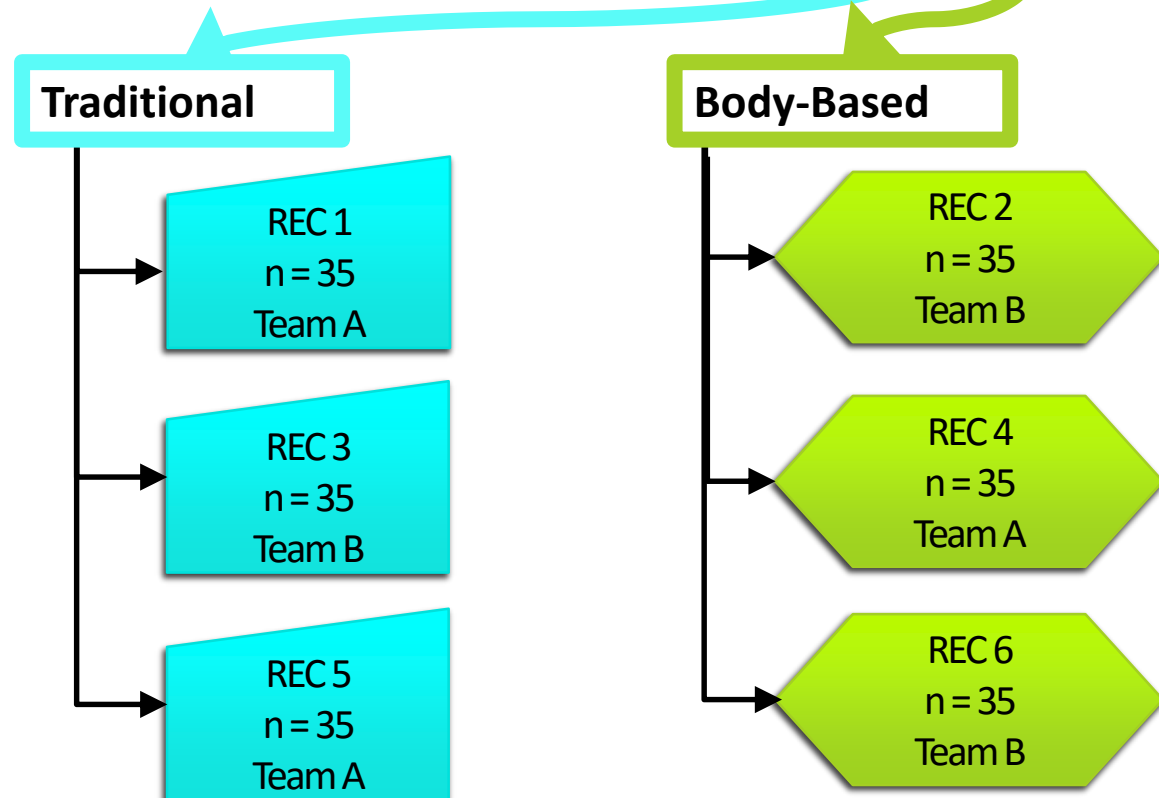 Traditional
REC 1
n = 35
Team A
REC 3
n = 35
Team B
REC 5
n = 35
Team A
Body-Based
REC 2
n = 35
Team B
REC 4
n = 35
Team A
REC 6
n = 35
Team B